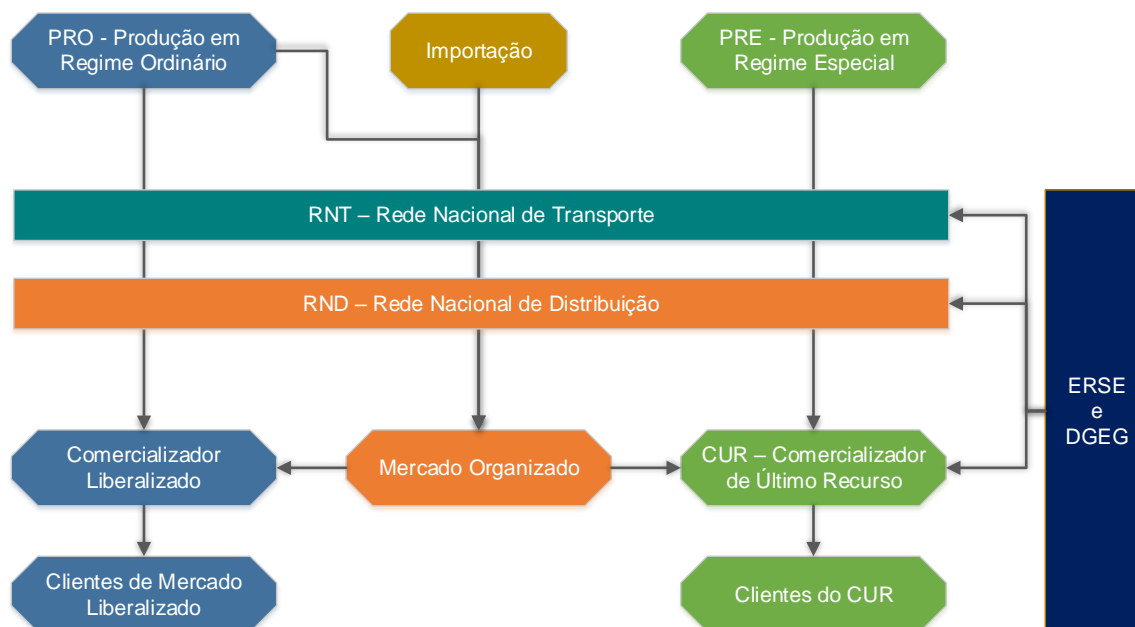 PRO - Produção em
Regime Ordinário
Importação
PRE - Produção em
Regime Especial
RNT – Rede Nacional de Transporte
RND – Rede Nacional de Distribuição
ERSE
e
DGEG
Comercializador
Liberalizado
Mercado Organizado
CUR – Comercializador
de Último Recurso
Clientes de Mercado
Liberalizado
Clientes do CUR